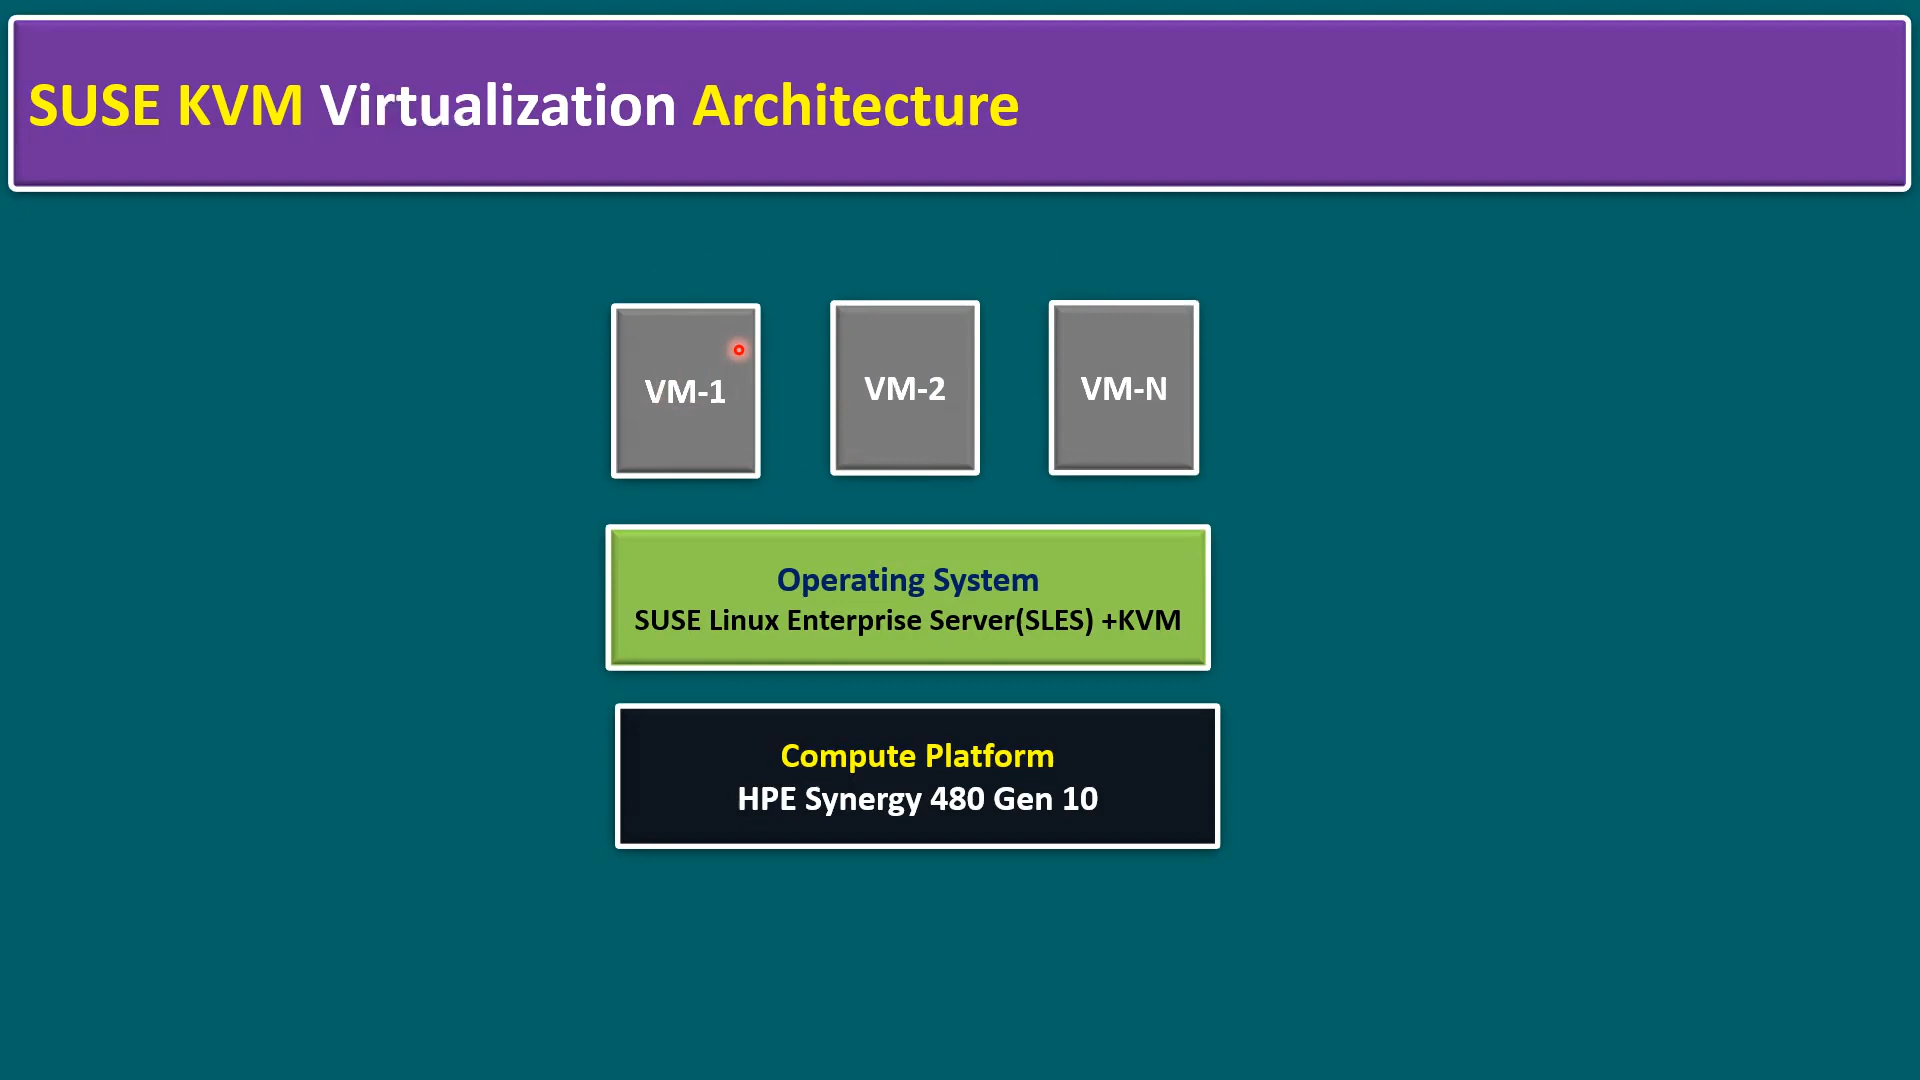 SUSE KVM Virtualization Architecture
VM-1
VM-2
VM-N
Operating System
SUSE Linux Enterprise Server(SLES) +KVM
Compute Platform
HPE Synergy 480 Gen 10